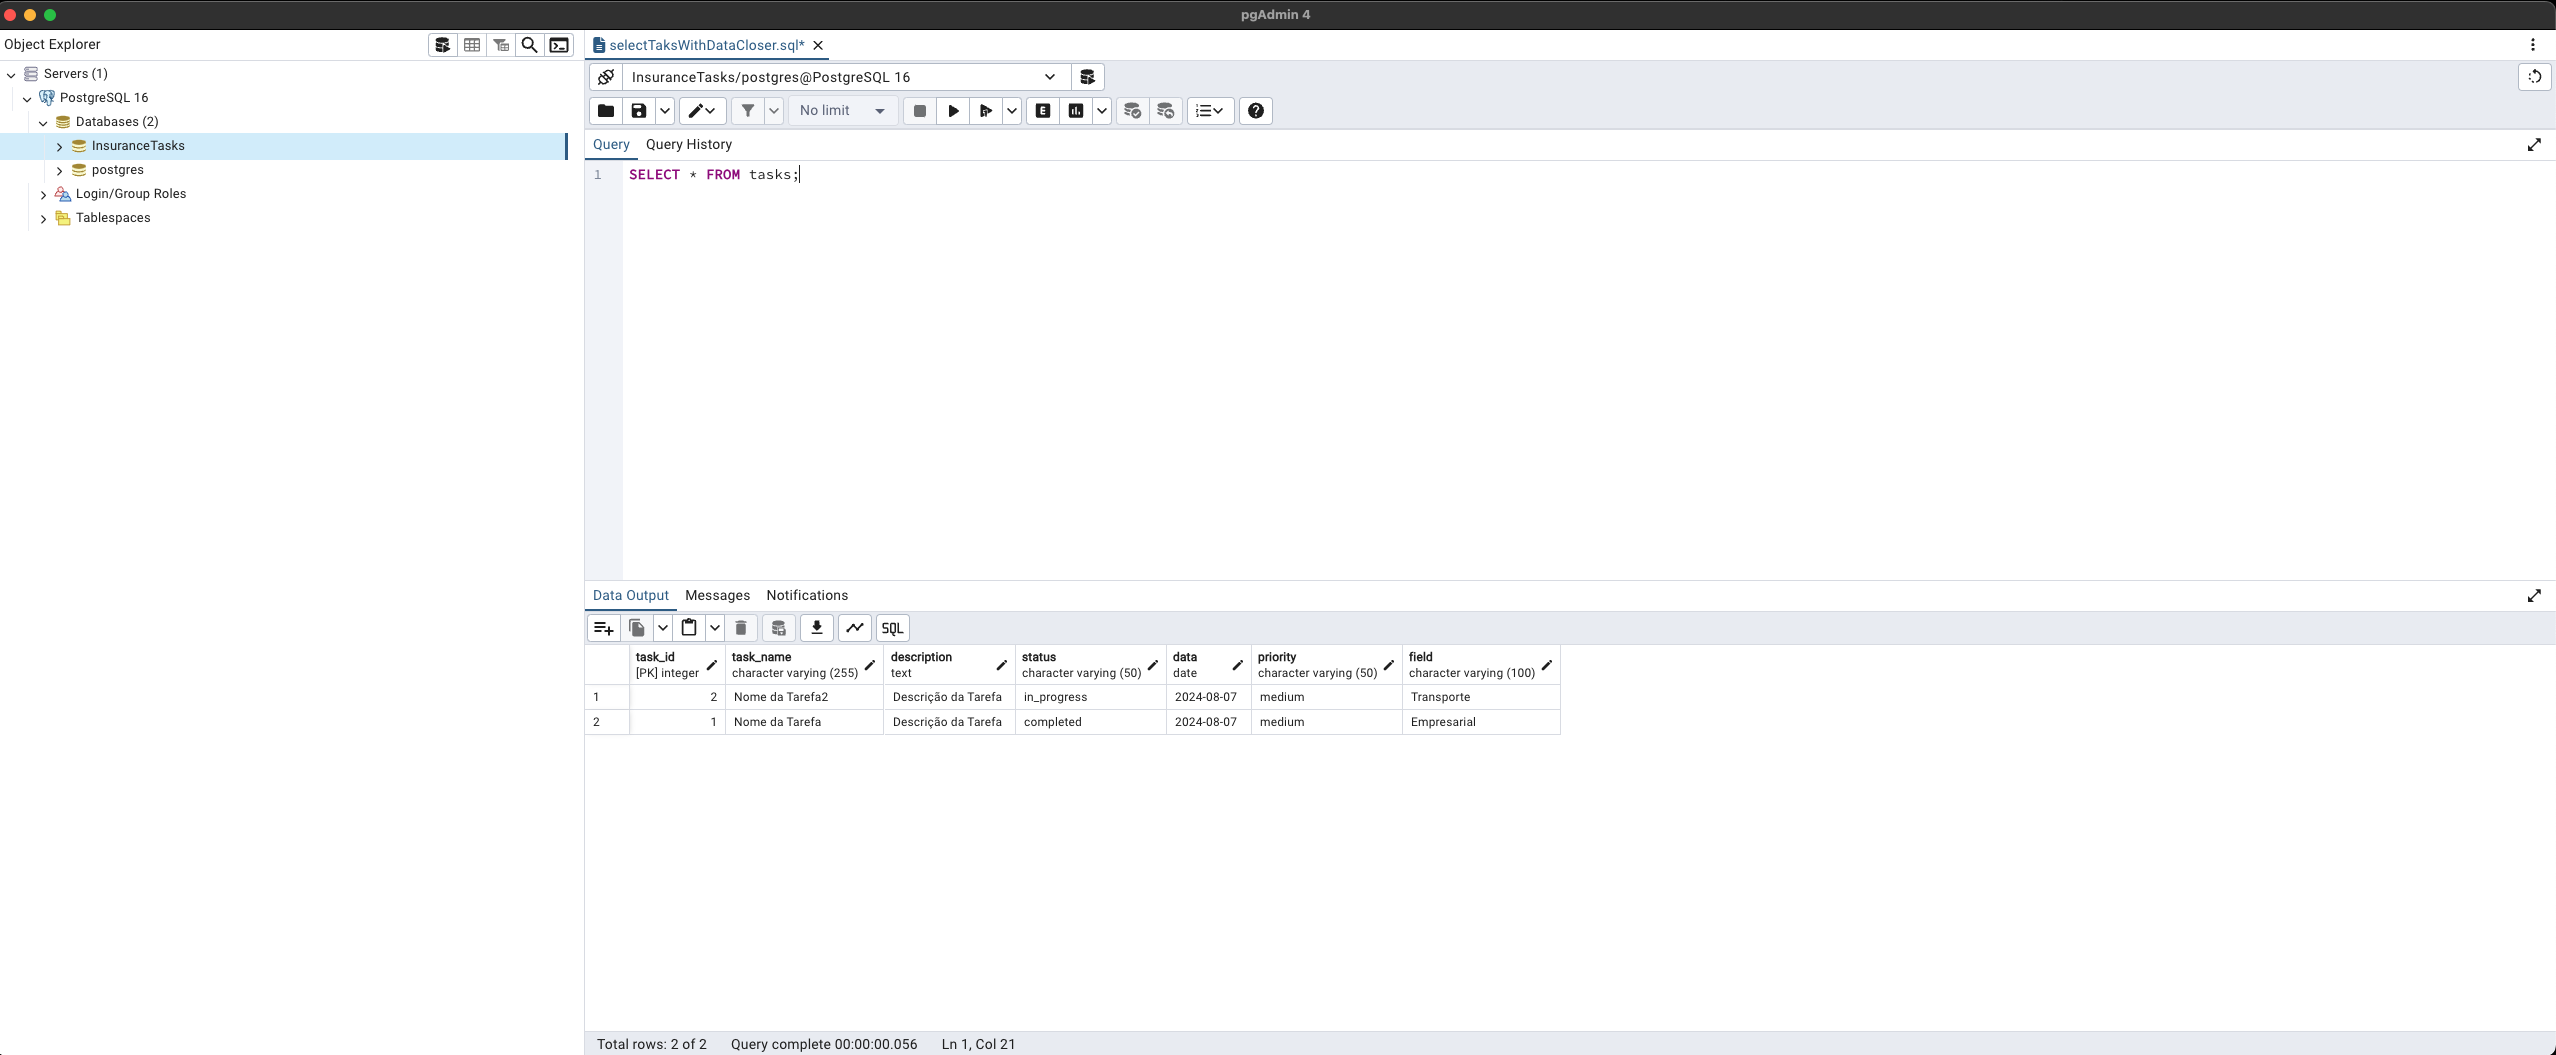 pgAdmin 4
Object Explorer
Servers (1)
PostgreSQL 16
Databases (2)
InsuranceTasks
postgres
Login/Group Roles
Tablespaces
selectTaksWithDataCloser.sql*
InsuranceTasks/postgres@PostgreSQL 16
No limit
E
Query Query History
1 SELECT * FROM tasks;
Data Output Messages Notifications
SQL
task_id task_name description status data priority field
[PK] integer character varying (255) text character varying (50) date character varying (50) character varying (100)
1 2 Nome da Tarefa2 Descrição da Tarefa in_progress 2024-08-07 medium Transporte
2 1 Nome da Tarefa Descrição da Tarefa completed 2024-08-07 medium Empresarial
Total rows: 2 of 2 Query complete 00:00:00.056 Ln 1, Col 21